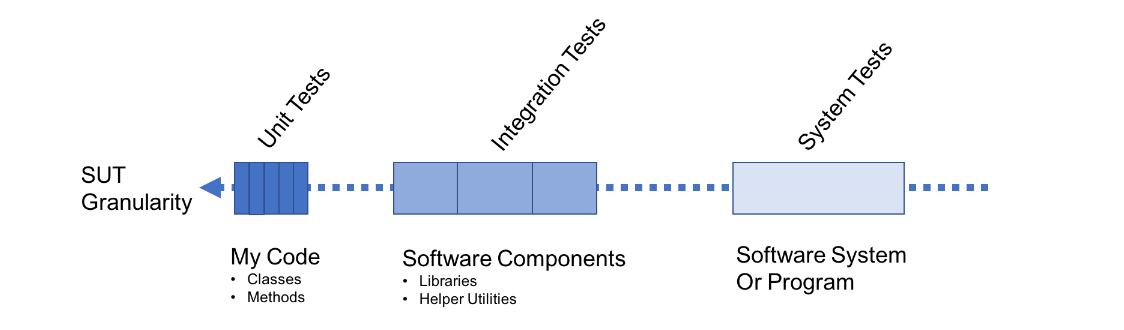 Unit Tests
Integration Tests
System Tests
SUT
Granularity
My Code
• Classes
• Methods
Software Components
• Libraries
• Helper Utilities
Software System
Or Program